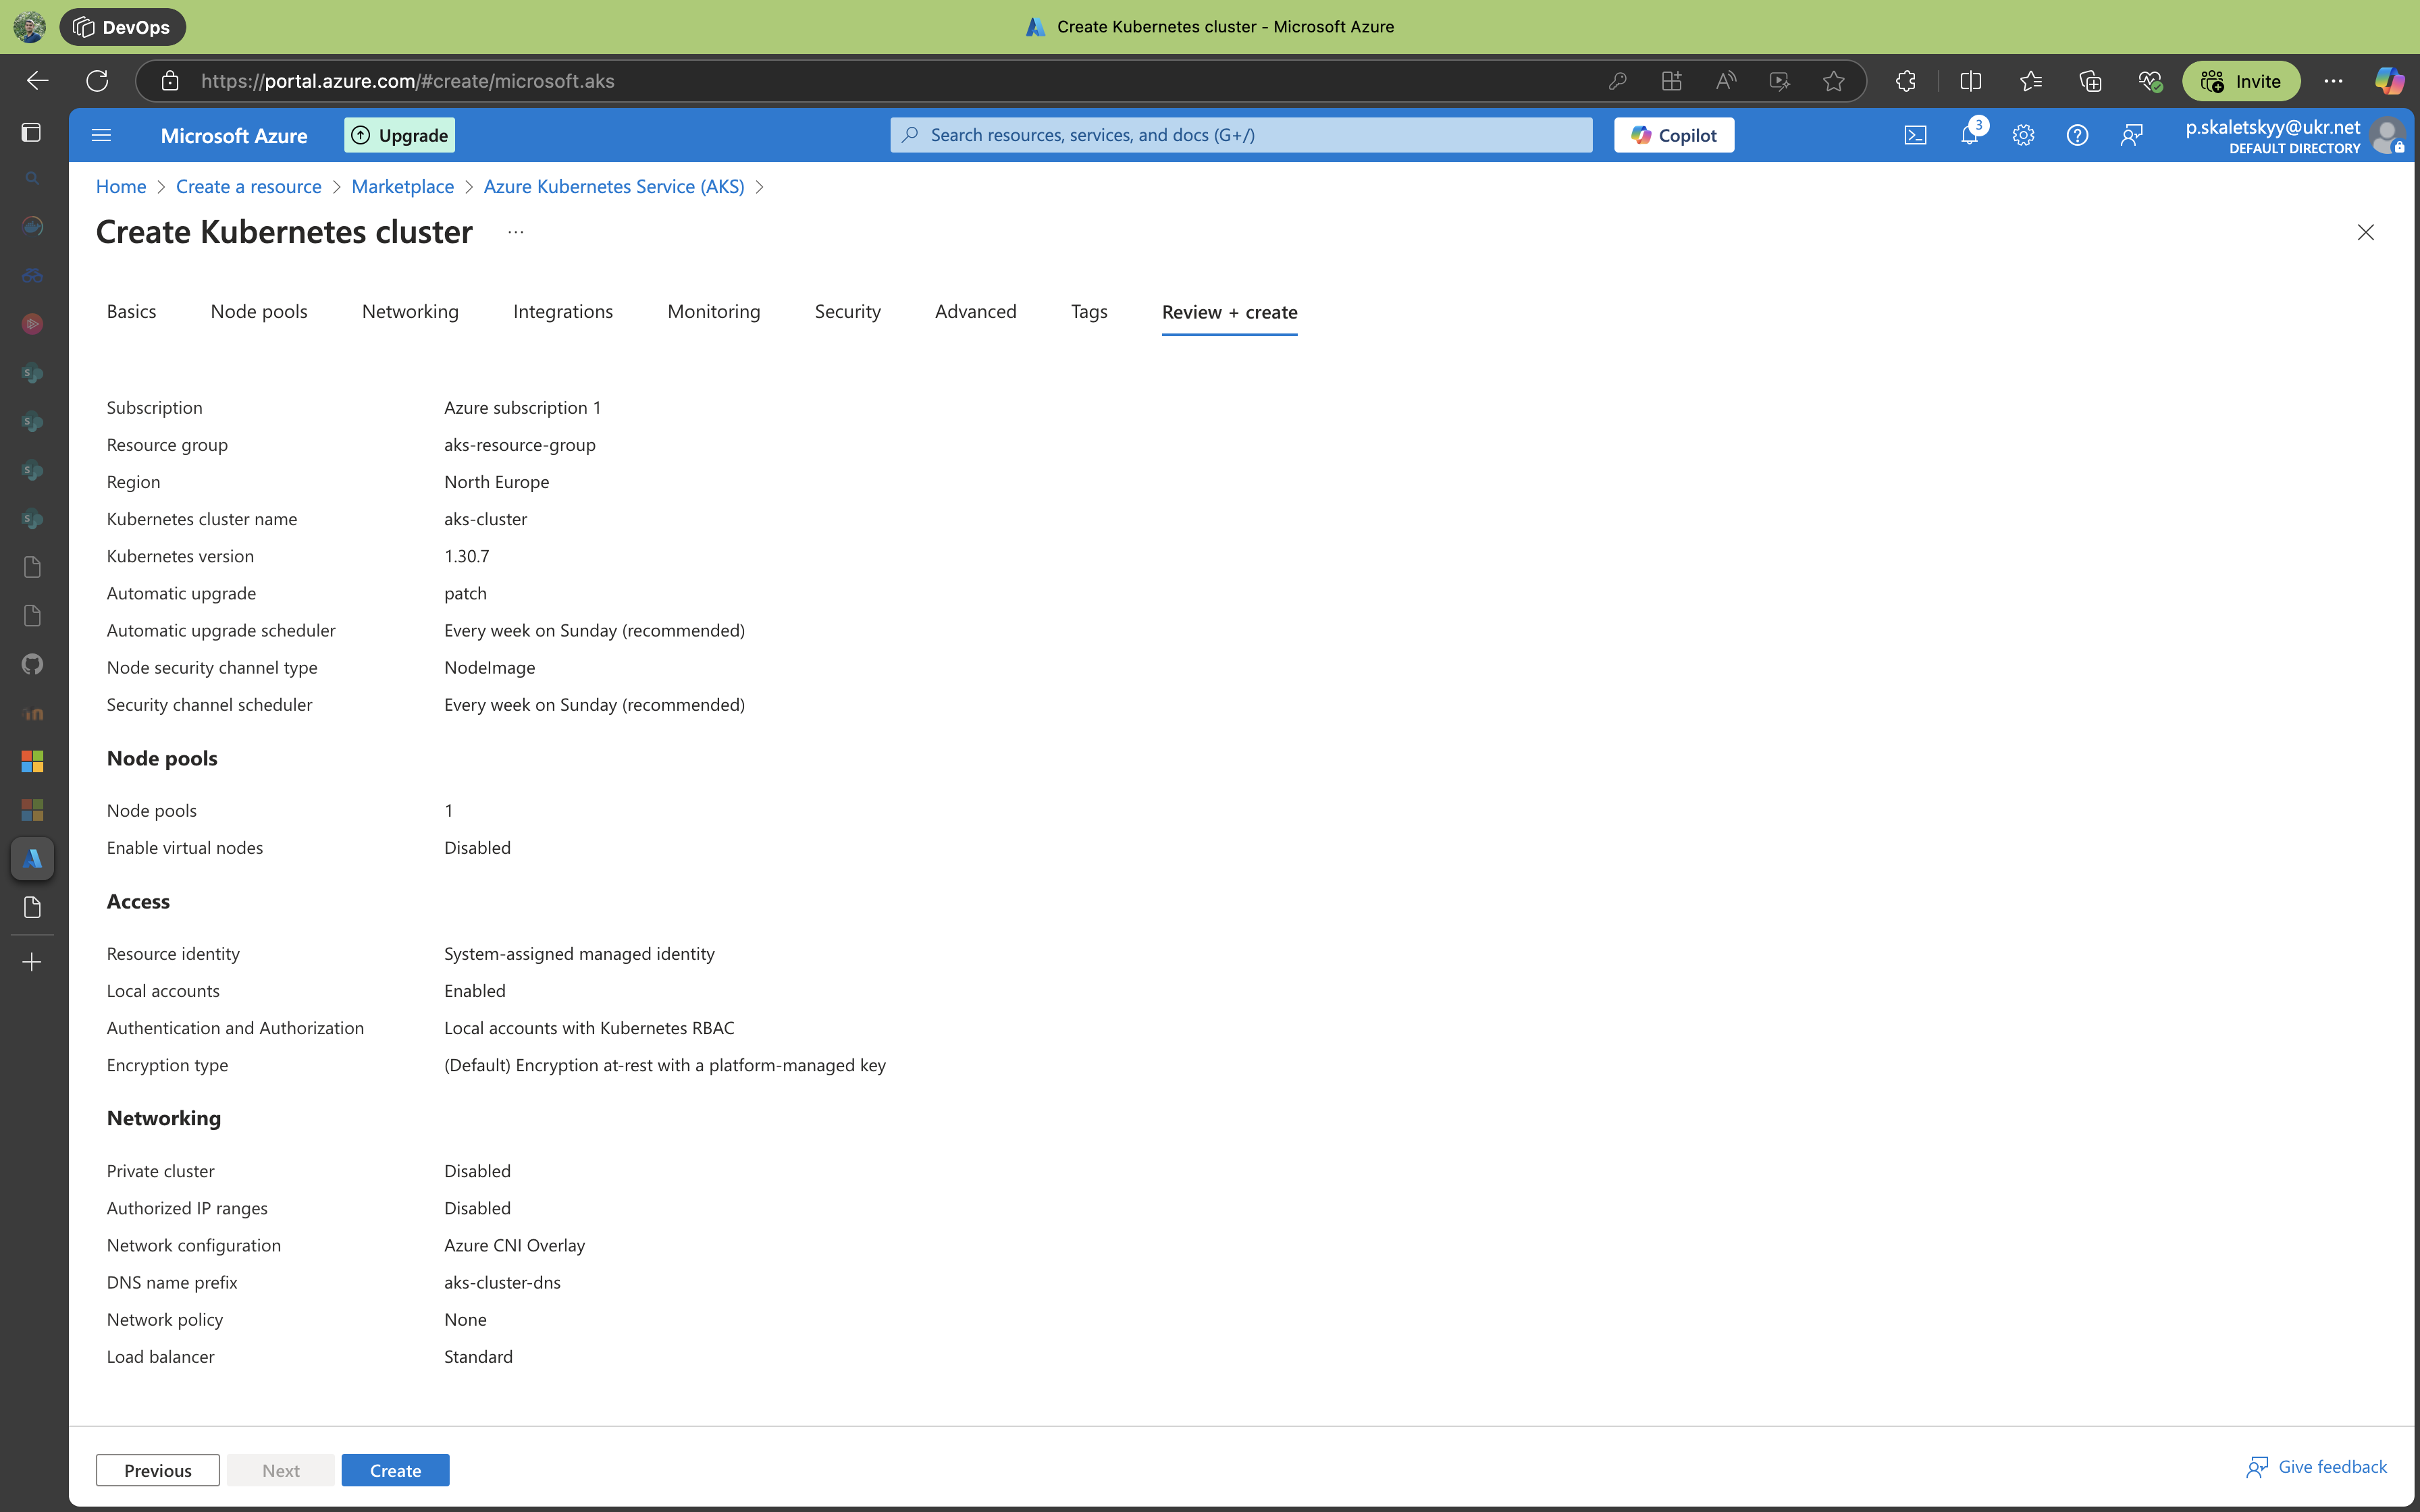 DevOps
Create Kubernetes cluster - Microsoft Azure
https://portal.azure.com/#create/microsoft.aks
Invite
Microsoft Azure
Upgrade
Search resources, services, and docs (G+/)
Copilot
3
p.skaletskyy@ukr.net
DEFAULT DIRECTORY
Home > Create a resource > Marketplace > Azure Kubernetes Service (AKS) >
Create Kubernetes cluster ...
Basics Node pools Networking Integrations Monitoring Security Advanced Tags Review + create
Subscription Azure subscription 1
Resource group aks-resource-group
Region North Europe
Kubernetes cluster name aks-cluster
Kubernetes version 1.30.7
Automatic upgrade patch
Automatic upgrade scheduler Every week on Sunday (recommended)
Node security channel type NodeImage
Security channel scheduler Every week on Sunday (recommended)
Node pools
Node pools 1
Enable virtual nodes Disabled
Access
Resource identity System-assigned managed identity
Local accounts Enabled
Authentication and Authorization Local accounts with Kubernetes RBAC
Encryption type (Default) Encryption at-rest with a platform-managed key
Networking
Private cluster Disabled
Authorized IP ranges Disabled
Network configuration Azure CNI Overlay
DNS name prefix aks-cluster-dns
Network policy None
Load balancer Standard
Previous Next Create
Give feedback